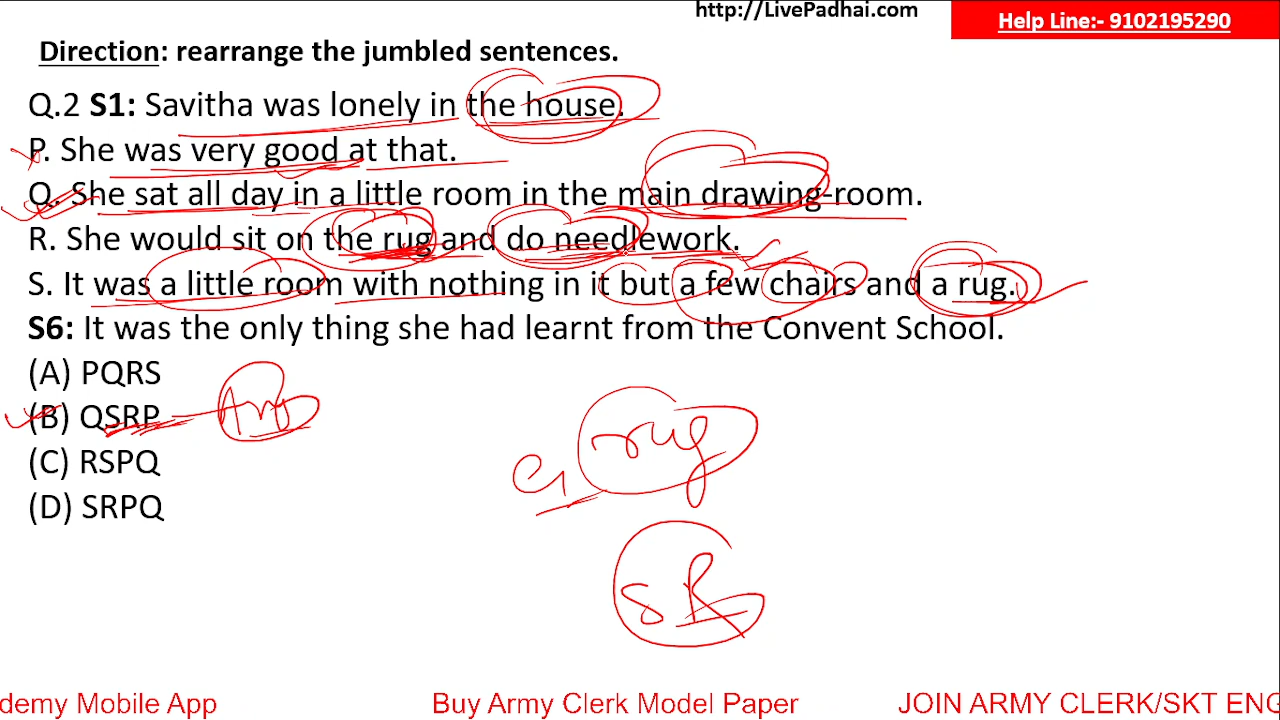 http://LivePadhai.com
Help Line:- 9102195290
Direction: rearrange the jumbled sentences.
Q.2 S1: Savitha was lonely in the house.
P. She was very good at that.
Q. She sat all day in a little room in the main drawing-room.
R. She would sit on the rug and do needlework.
S. It was a little room with nothing in it but a few chairs and a rug.
S6: It was the only thing she had learnt from the Convent School.
(A) PQRS
(B) QSRP Ans
(C) RSPQ
(D) SRPQ
a rug
SR
demy Mobile App
Buy Army Clerk Model Paper
JOIN ARMY CLERK/SKT ENG